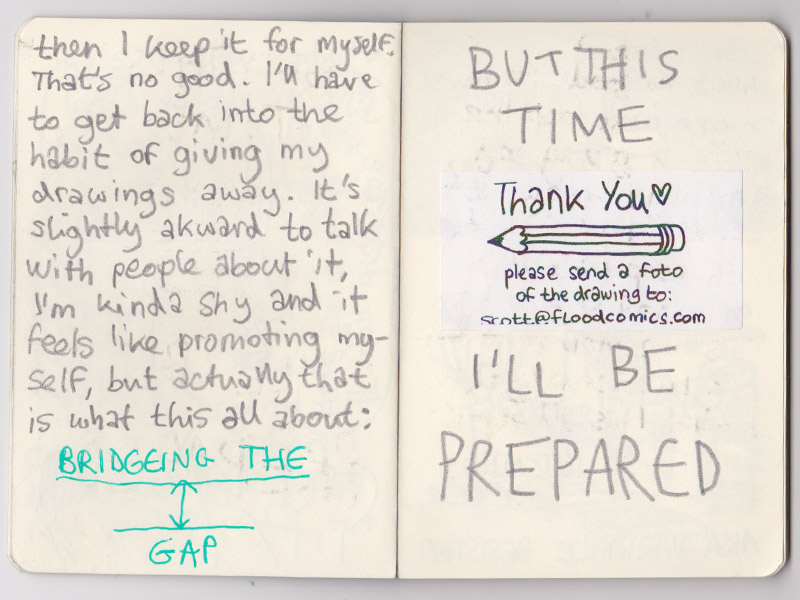 then I keep it for myself.
That's no good. I'll have
to get back into the
habit of giving my
drawings away. It's
slightly akward to talk
with people about it,
I'm kinda shy and it
feels like promoting my-
self, but actually that
is what this all about:
BRIDGEING THE
GAP
BUT THIS
TIME
Thank You♡
please send a foto
of the drawing to:
scott@floodcomics.com
I'LL BE
PREPARED